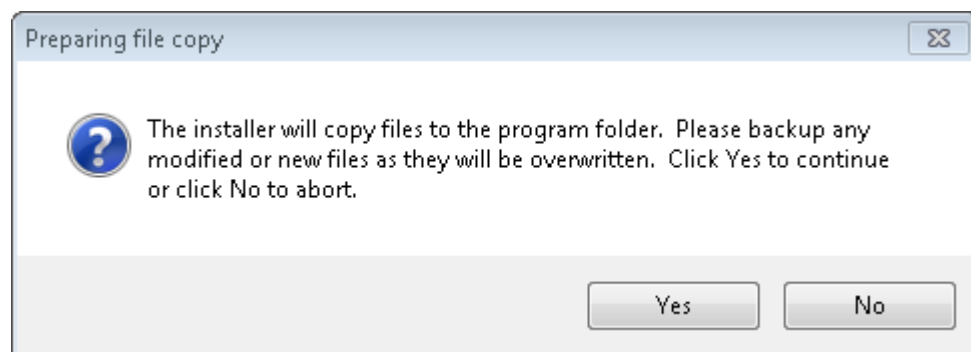 Preparing file copy
The installer will copy files to the program folder.  Please backup any
modified or new files as they will be overwritten.  Click Yes to continue
or click No to abort.
Yes
No